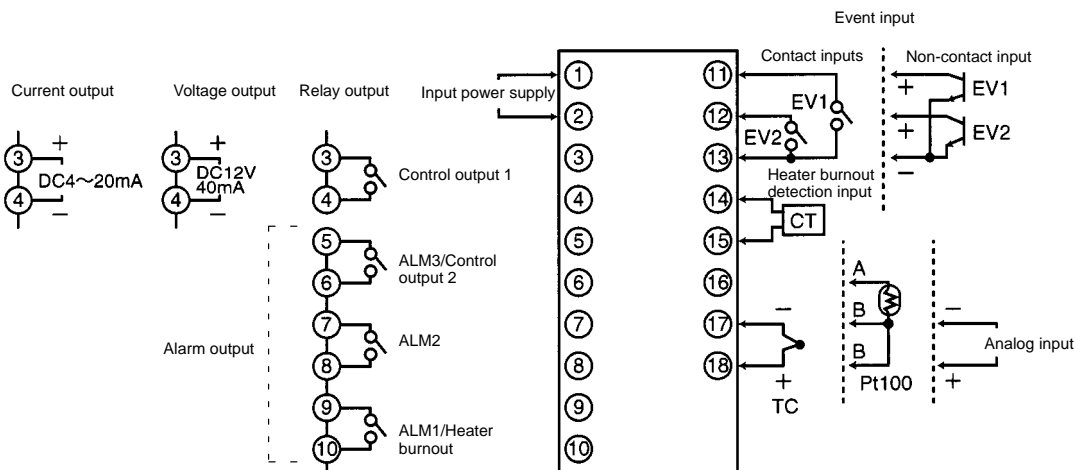 Event input
Contact inputs
Non-contact input
Current output
Voltage output
Relay output
Input power supply
+
3
DC4～20mA
4
−
+
3
DC12V
40mA
4
−
3
4
Control output 1
5
6
ALM3/Control
output 2
7
8
ALM2
Alarm output
9
10
ALM1/Heater
burnout
1
2
3
4
5
6
7
8
9
10
11
12
13
14
15
16
17
18
EV1
EV2
+
EV1
+
EV2
−
Heater burnout
detection input
CT
−
+
TC
A
B
B
Pt100
−
+
Analog input